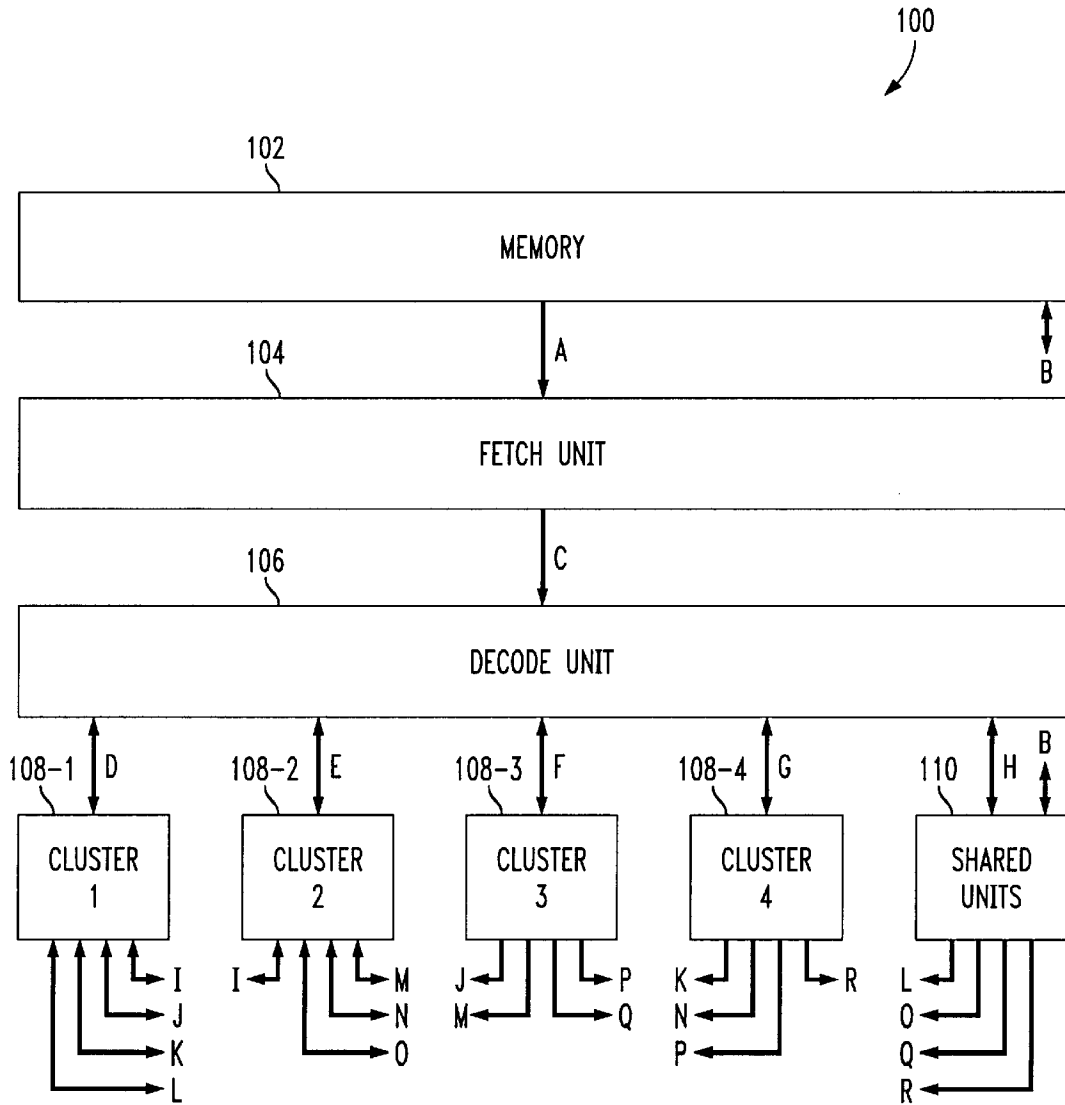 100
102
MEMORY
A
B
104
FETCH UNIT
C
106
DECODE UNIT
108-1
D
108-2
E
108-3
F
108-4
G
110
H
B
CLUSTER
1
CLUSTER
2
CLUSTER
3
CLUSTER
4
SHARED
UNITS
I
J
K
L
I
M
N
O
J
M
P
Q
K
N
P
R
L
O
Q
R